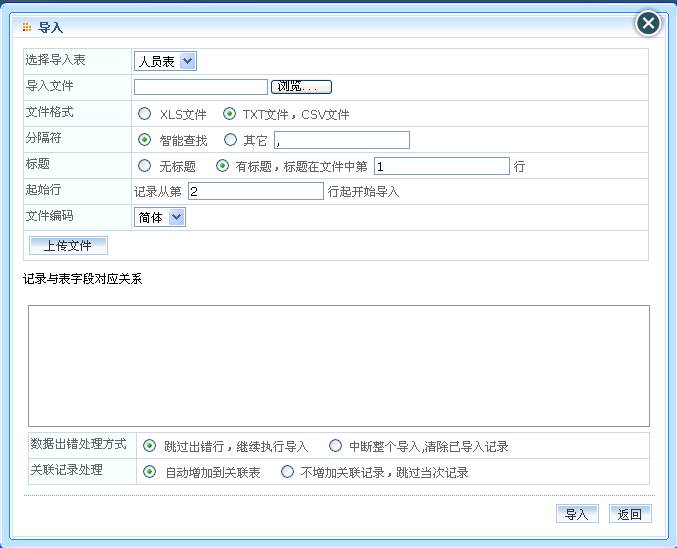 导入
选择导入表 人员表
导入文件 浏览...
文件格式 XLS文件 TXT文件，CSV文件
分隔符 智能查找 其它 ,
标题 无标题 有标题，标题在文件中第 1 行
起始行 记录从第 2 行起开始导入
文件编码 简体
上传文件
记录与表字段对应关系
数据出错处理方式 跳过出错行，继续执行导入 中断整个导入,清除已导入记录
关联记录处理 自动增加到关联表 不增加关联记录，跳过当次记录
导入 返回